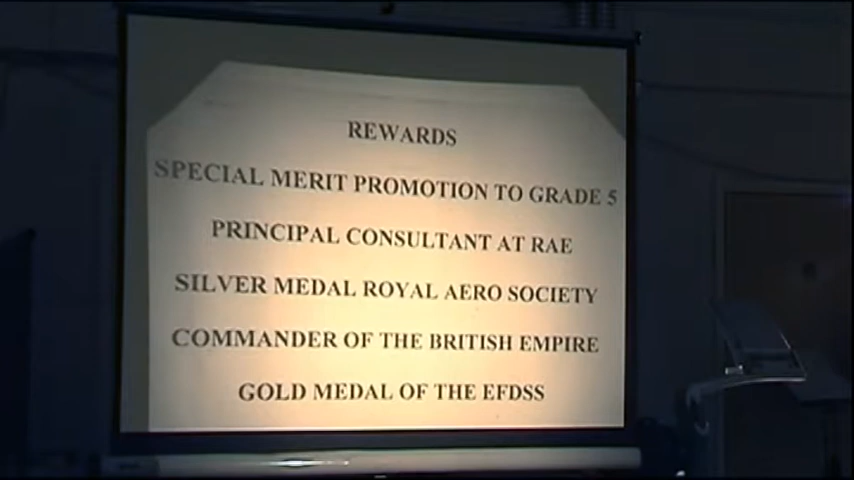 REWARDS
SPECIAL MERIT PROMOTION TO GRADE 5
PRINCIPAL CONSULTANT AT RAE
SILVER MEDAL ROYAL AERO SOCIETY
COMMANDER OF THE BRITISH EMPIRE
GOLD MEDAL OF THE EFDSS